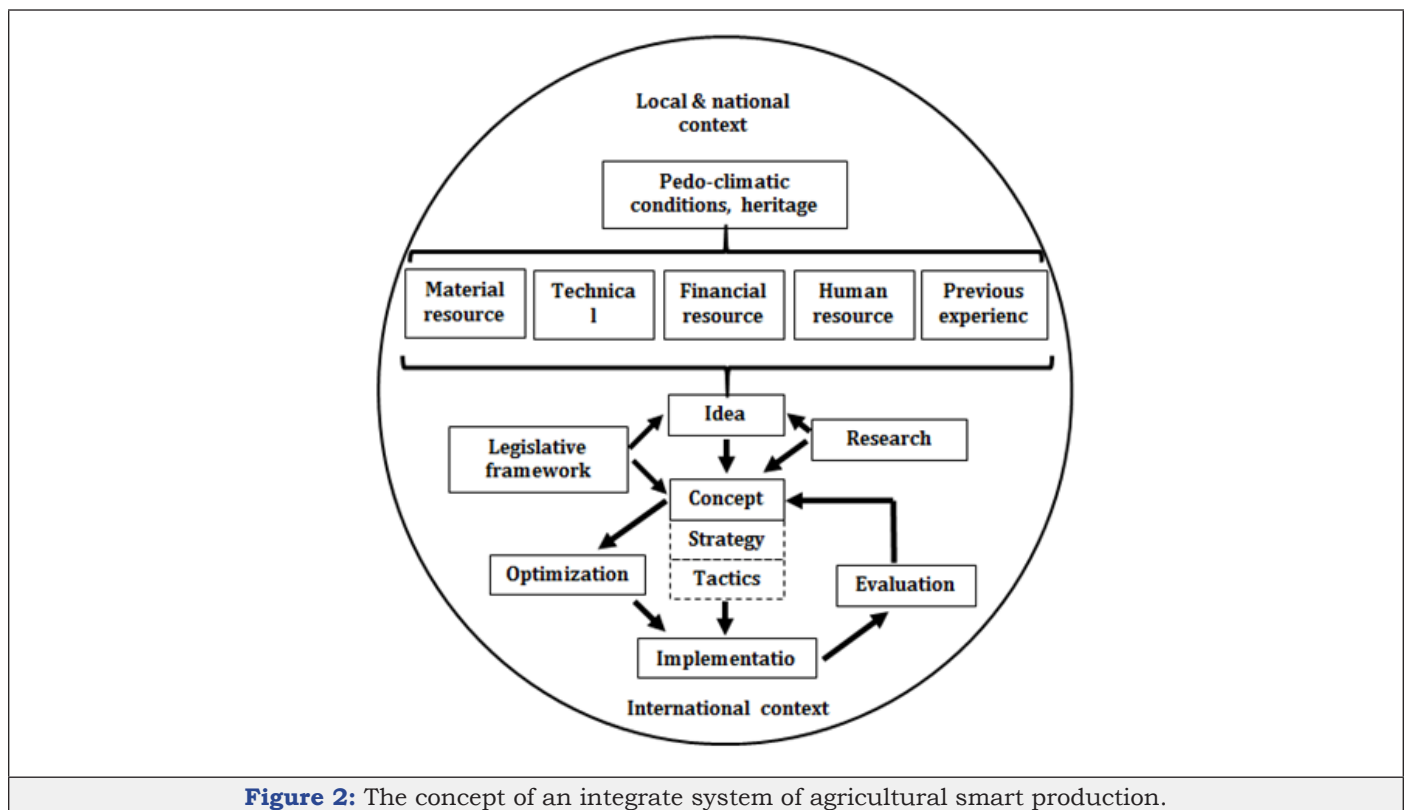 Local & national
context
Pedo-climatic
conditions, heritage
Material
resource
Technica
l
Financial
resource
Human
resource
Previous
experienc
Idea
Legislative
framework
Research
Concept
Strategy
Tactics
Optimization
Evaluation
Implementatio
International context
Figure 2: The concept of an integrate system of agricultural smart production.